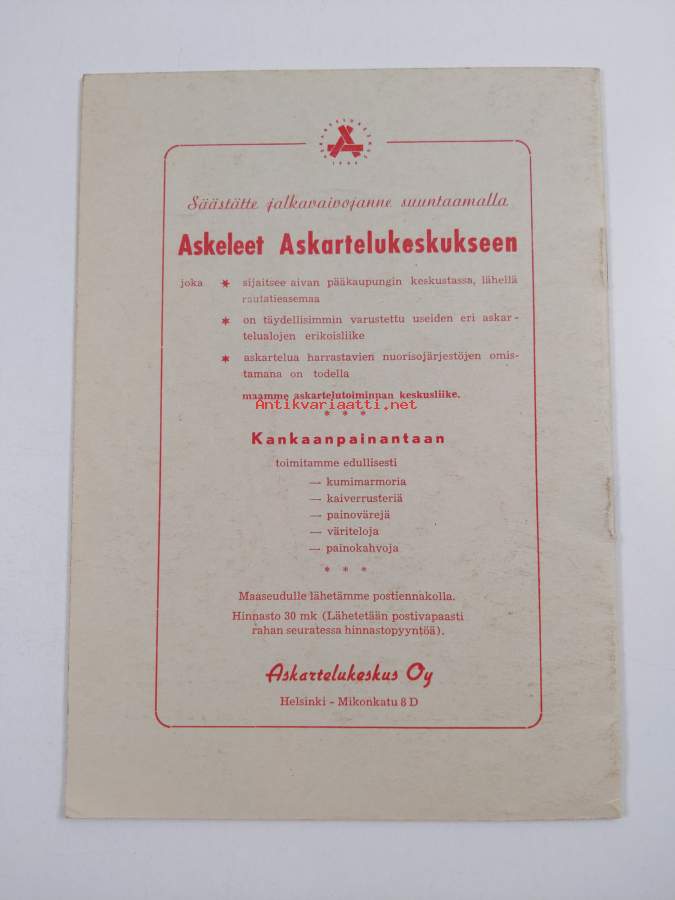 ASKARTELUKESKUS
Säästätte jalkavaivojanne suuntaamalla
Askeleet Askartelukeskukseen
joka * sijaitsee aivan pääkaupungin keskustassa, lähellä
rautatieasemaa
* on täydellisimmin varustettu useiden eri askar-
telualojen erikoisliike
* askartelua harrastavien nuorisojärjestöjen omis-
tamana on todella
maamme askartelutoiminnan keskusliike.
Antikvariaatti.net
* * *
Kankaanpainantaan
toimitamme edullisesti
— kumimarmoria
— kaiverrusteriä
— painovärejä
— väriteloja
— painokahvoja
* * *
Maaseudulle lähetämme postiennakolla.
Hinnasto 30 mk (Lähetetään postivapaasti
rahan seuratessa hinnastopyyntöä).
Askartelukeskus Oy
Helsinki - Mikonkatu 8 D